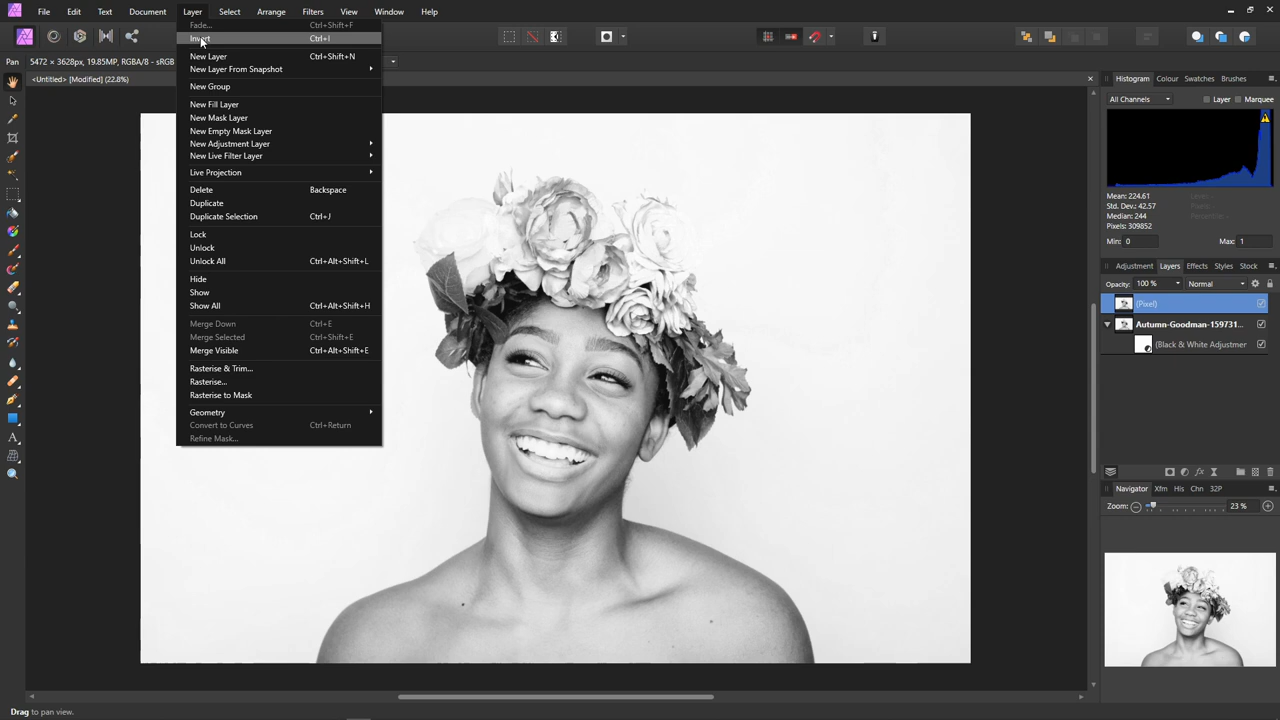 File Edit Text Document Layer Select Arrange Filters View Window Help
Pan 5472 × 3628px, 19.85MP, RGBA/8 - sRGB
<Untitled> [Modified] (22.8%)
Fade... Ctrl+Shift+F
Invert Ctrl+I
New Layer Ctrl+Shift+N
New Layer From Snapshot
New Group
New Fill Layer
New Mask Layer
New Empty Mask Layer
New Adjustment Layer
New Live Filter Layer
Live Projection
Delete Backspace
Duplicate
Duplicate Selection Ctrl+J
Lock
Unlock
Unlock All Ctrl+Alt+Shift+L
Hide
Show
Show All Ctrl+Alt+Shift+H
Merge Down Ctrl+E
Merge Selected Ctrl+Shift+E
Merge Visible Ctrl+Alt+Shift+E
Rasterise & Trim...
Rasterise...
Rasterise to Mask
Geometry
Convert to Curves Ctrl+Return
Refine Mask...
Histogram Colour Swatches Brushes
All Channels Layer Marquee
Mean: 224.61 Level: -
Std. Dev.: 42.57 Pixels: -
Median: 244 Percentile: -
Pixels: 309852
Min: 0 Max: 1
Adjustment Layers Effects Styles Stock
Opacity: 100 % Normal
(Pixel)
Autumn-Goodman-159731...
(Black & White Adjustmer
Navigator Xfm His Chn 32P
Zoom: 23 %
Drag to pan view.